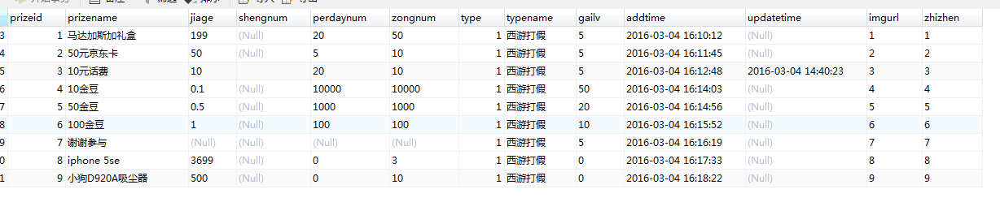 prizeid prizename jiage shengnum perdaynum zongnum type typename gailv addtime updatetime imgurl zhizhen
3 1 马达加斯加礼盒 199 (Null) 20 50 1 西游打假 5 2016-03-04 16:10:12 (Null) 1 1
4 2 50元京东卡 50 (Null) 5 10 1 西游打假 5 2016-03-04 16:11:45 (Null) 2 2
5 3 10元话费 10 20 10 1 西游打假 5 2016-03-04 16:12:48 2016-03-04 14:40:23 3 3
6 4 10金豆 0.1 (Null) 10000 10000 1 西游打假 50 2016-03-04 16:14:03 (Null) 4 4
7 5 50金豆 0.5 (Null) 1000 1000 1 西游打假 20 2016-03-04 16:14:56 (Null) 5 5
8 6 100金豆 1 (Null) 100 100 1 西游打假 10 2016-03-04 16:15:52 (Null) 6 6
9 7 谢谢参与 (Null) (Null) (Null) (Null) 1 西游打假 5 2016-03-04 16:16:19 (Null) 7 7
0 8 iphone 5se 3699 (Null) 0 3 1 西游打假 0 2016-03-04 16:17:33 (Null) 8 8
1 9 小狗D920A吸尘器 500 (Null) 0 10 1 西游打假 0 2016-03-04 16:18:22 (Null) 9 9